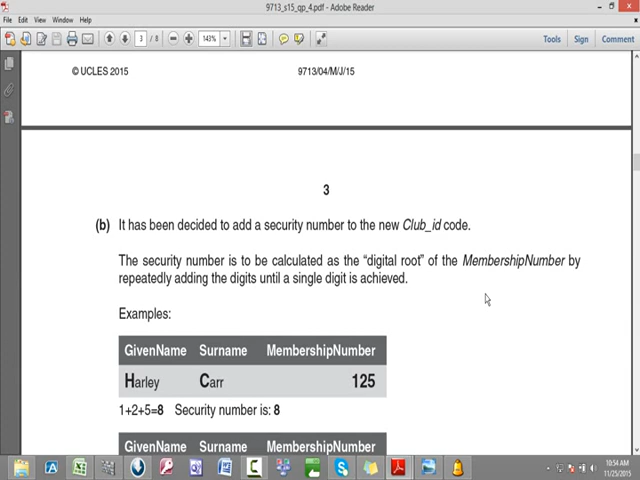 9713_s15_qp_4.pdf - Adobe Reader
File Edit View Window Help
3 / 8 143% Tools Sign Comment
© UCLES 2015 9713/04/M/J/15
3
(b) It has been decided to add a security number to the new Club_id code.
The security number is to be calculated as the “digital root” of the MembershipNumber by
repeatedly adding the digits until a single digit is achieved.
Examples:
GivenName Surname MembershipNumber
Harley Carr 125
1+2+5=8 Security number is: 8
GivenName Surname MembershipNumber
10:54 AM
11/25/2015